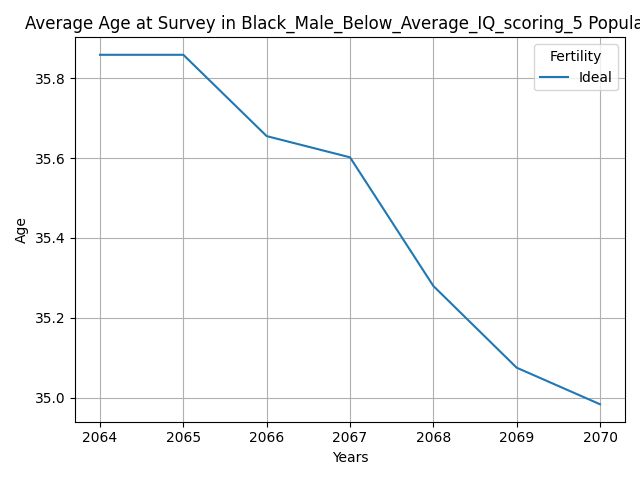 Average Age at Survey in Black_Male_Below_Average_IQ_scoring_5 Popula
Fertility
Ideal
35.8
35.6
35.4
35.2
35.0
Age
2064 2065 2066 2067 2068 2069 2070
Years